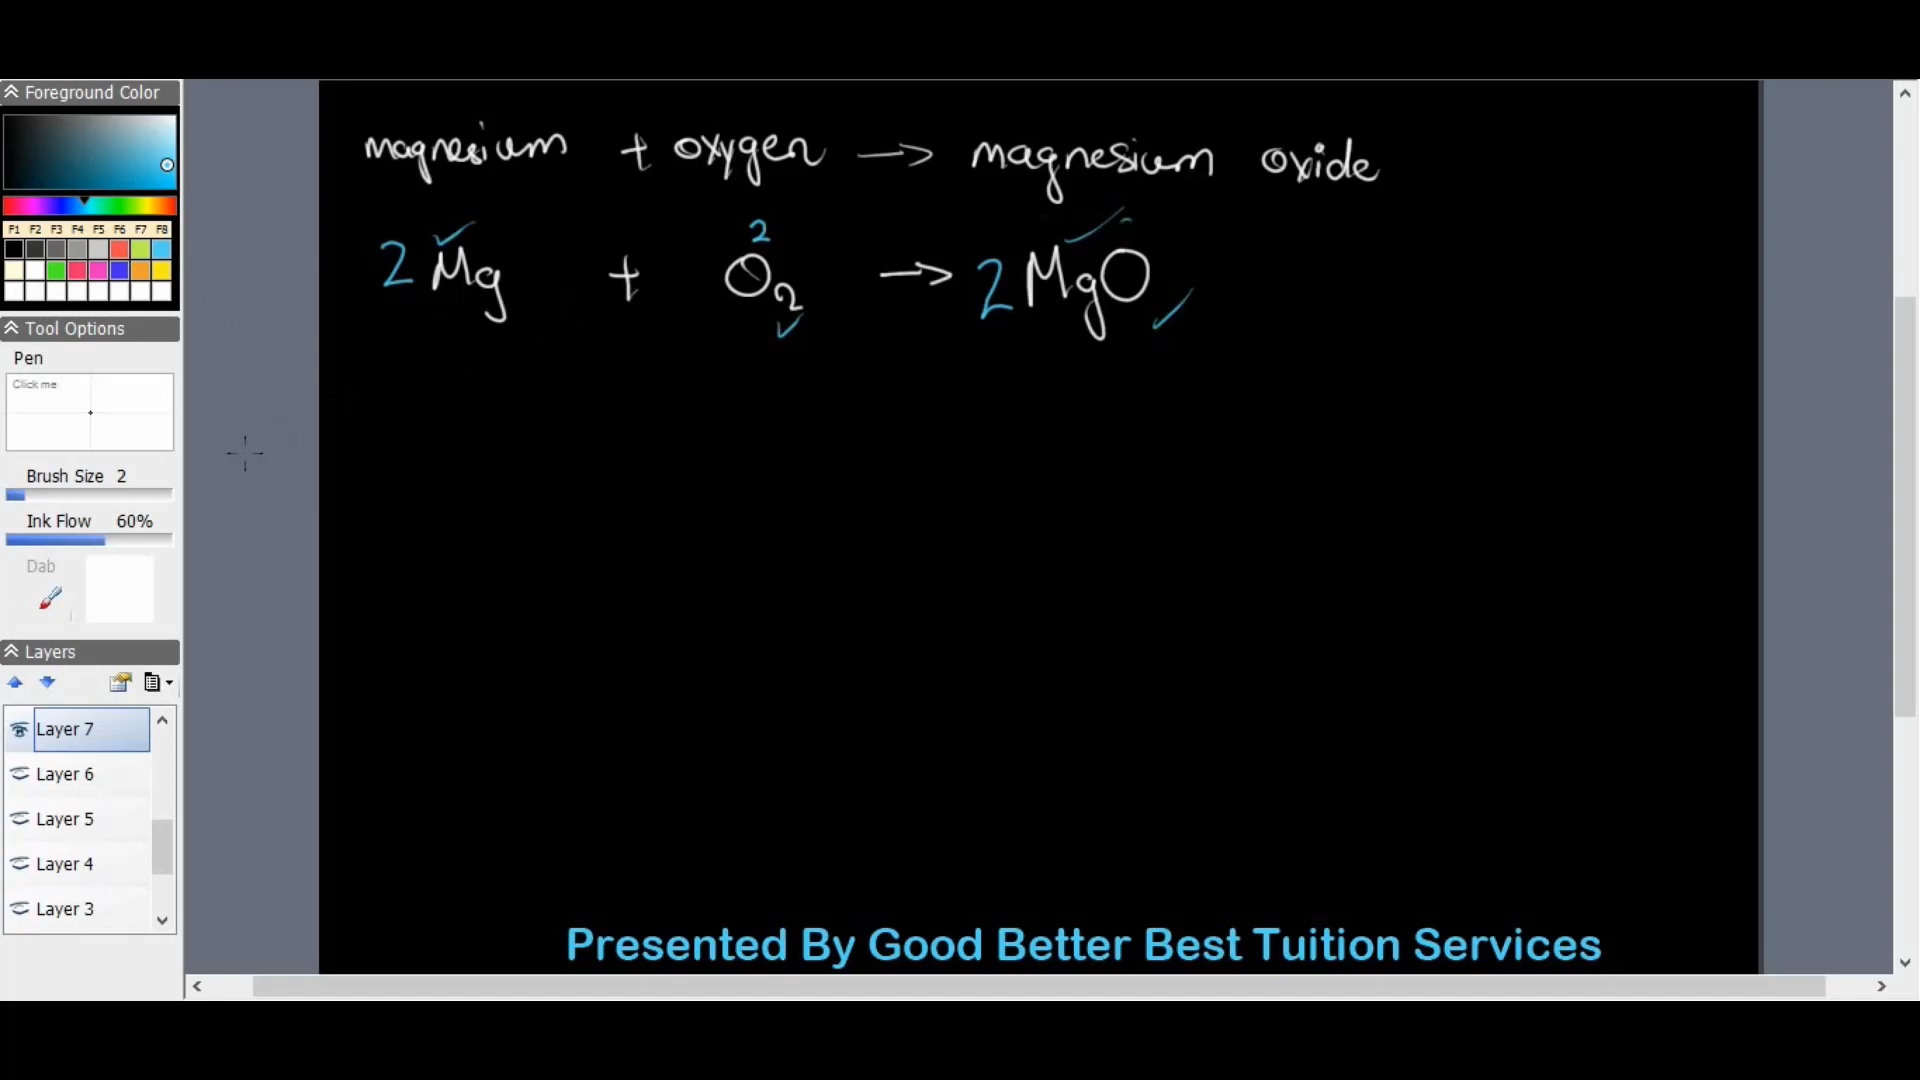 Foreground Color
F1 F2 F3 F4 F5 F6 F7 F8
Tool Options
Pen
Click me
Brush Size 2
Ink Flow 60%
Dab
Layers
Layer 7
Layer 6
Layer 5
Layer 4
Layer 3
magnesium + oxygen → magnesium oxide
2
2 Mg + O₂ → 2 MgO
Presented By Good Better Best Tuition Services